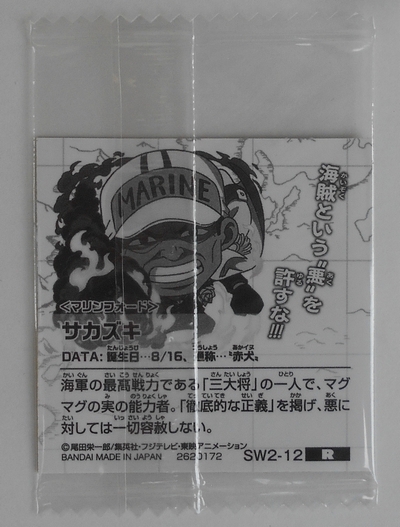 海賊という"悪"を
許すな!!!
MARINE
<マリンフォード>
サカズキ
DATA: 誕生日…8/16、通称…"赤犬"
海軍の最高戦力である「三大将」の一人で、マグ
マグの実の能力者。「徹底的な正義」を掲げ、悪に
対しては一切容赦しない。
©尾田栄一郎/集英社・フジテレビ・東映アニメーション
BANDAI MADE IN JAPAN 2620172
SW2-12 R